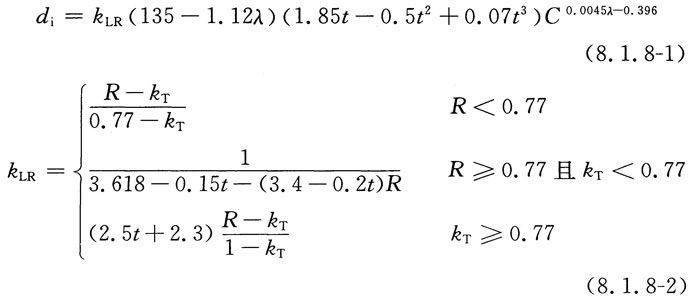 d_i = k_LR (135 − 1.12λ) (1.85t − 0.5t² + 0.07t³) C^{0.0045λ−0.396}
(8.1.8-1)
k_LR = { (R − k_T)/(0.77 − k_T)    R < 0.77
1/(3.618 − 0.15t − (3.4 − 0.2t)R)    R ⩾ 0.77 且 k_T < 0.77
(2.5t + 2.3) (R − k_T)/(1 − k_T)    k_T ⩾ 0.77
(8.1.8-2)